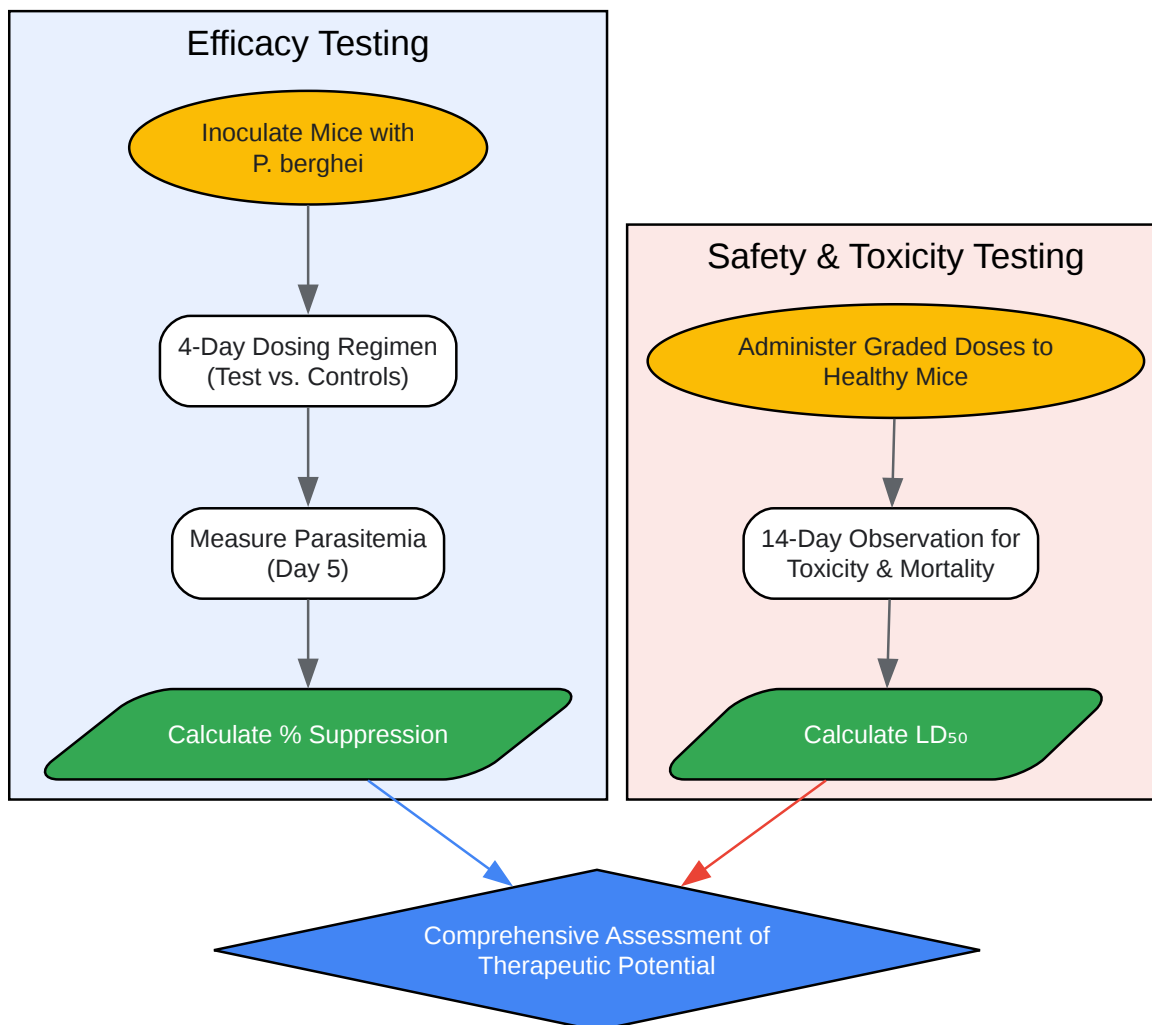 Efficacy Testing
Inoculate Mice with
P. berghei
4-Day Dosing Regimen
(Test vs. Controls)
Measure Parasitemia
(Day 5)
Calculate % Suppression
Safety & Toxicity Testing
Administer Graded Doses to
Healthy Mice
14-Day Observation for
Toxicity & Mortality
Calculate LD₅₀
Comprehensive Assessment of
Therapeutic Potential